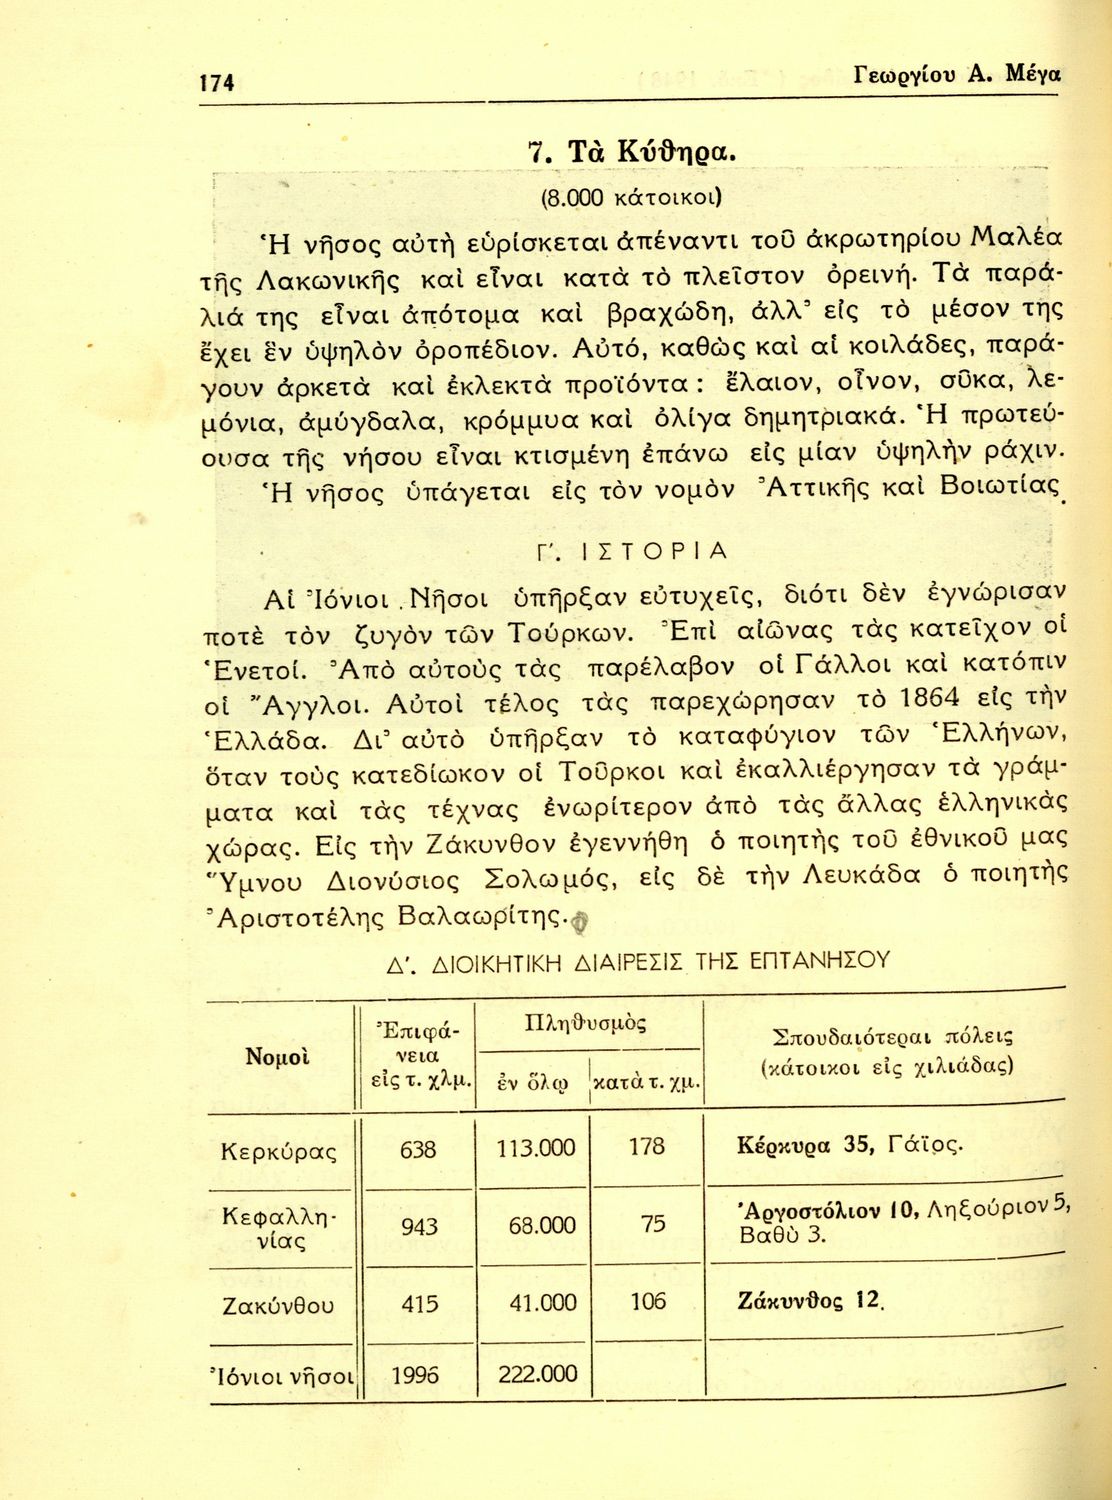 174
Γεωργίου Α. Μέγα
7. Τὰ Κύθηρα.
(8.000 κάτοικοι)
Ἡ νῆσος αὐτὴ εὑρίσκεται ἀπέναντι τοῦ ἀκρωτηρίου Μαλέα
τῆς Λακωνικῆς καὶ εἶναι κατὰ τὸ πλεῖστον ὀρεινή. Τὰ παρά-
λιά της εἶναι ἀπότομα καὶ βραχώδη, ἀλλ᾽ εἰς τὸ μέσον της
ἔχει ἓν ὑψηλὸν ὀροπέδιον. Αὐτό, καθὼς καὶ αἱ κοιλάδες, παρά-
γουν ἀρκετὰ καὶ ἐκλεκτὰ προϊόντα : ἔλαιον, οἶνον, σῦκα, λε-
μόνια, ἀμύγδαλα, κρόμμυα καὶ ὀλίγα δημητριακά. Ἡ πρωτεύ-
ουσα τῆς νήσου εἶναι κτισμένη ἐπάνω εἰς μίαν ὑψηλὴν ράχιν.
Ἡ νῆσος ὑπάγεται εἰς τὸν νομὸν Ἀττικῆς καὶ Βοιωτίας.
Γ΄. ΙΣΤΟΡΙΑ
Αἱ Ἰόνιοι Νῆσοι ὑπῆρξαν εὐτυχεῖς, διότι δὲν ἐγνώρισαν
ποτὲ τὸν ζυγὸν τῶν Τούρκων. Ἐπὶ αἰῶνας τὰς κατεῖχον οἱ
Ἑνετοί. Ἀπὸ αὐτοὺς τὰς παρέλαβον οἱ Γάλλοι καὶ κατόπιν
οἱ Ἄγγλοι. Αὐτοὶ τέλος τὰς παρεχώρησαν τὸ 1864 εἰς τὴν
Ἑλλάδα. Δι᾽ αὐτὸ ὑπῆρξαν τὸ καταφύγιον τῶν Ἑλλήνων,
ὅταν τοὺς κατεδίωκον οἱ Τοῦρκοι καὶ ἐκαλλιέργησαν τὰ γράμ-
ματα καὶ τὰς τέχνας ἐνωρίτερον ἀπὸ τὰς ἄλλας ἑλληνικὰς
χώρας. Εἰς τὴν Ζάκυνθον ἐγεννήθη ὁ ποιητὴς τοῦ ἐθνικοῦ μας
Ὕμνου Διονύσιος Σολωμός, εἰς δὲ τὴν Λευκάδα ὁ ποιητὴς
Ἀριστοτέλης Βαλαωρίτης.
Δ΄. ΔΙΟΙΚΗΤΙΚΗ ΔΙΑΙΡΕΣΙΣ ΤΗΣ ΕΠΤΑΝΗΣΟΥ
Νομοὶ
Ἐπιφά-
νεια
εἰς τ. χλμ.
Πληθυσμὸς
ἐν ὅλῳ
κατὰ τ. χμ.
Σπουδαιότεραι πόλεις
(κάτοικοι εἰς χιλιάδας)
Κερκύρας 638 113.000 178 Κέρκυρα 35, Γάϊος.
Κεφαλλη-
νίας 943 68.000 75 Ἀργοστόλιον 10, Ληξούριον 5,
Βαθὺ 3.
Ζακύνθου 415 41.000 106 Ζάκυνθος 12.
Ἰόνιοι νῆσοι 1996 222.000